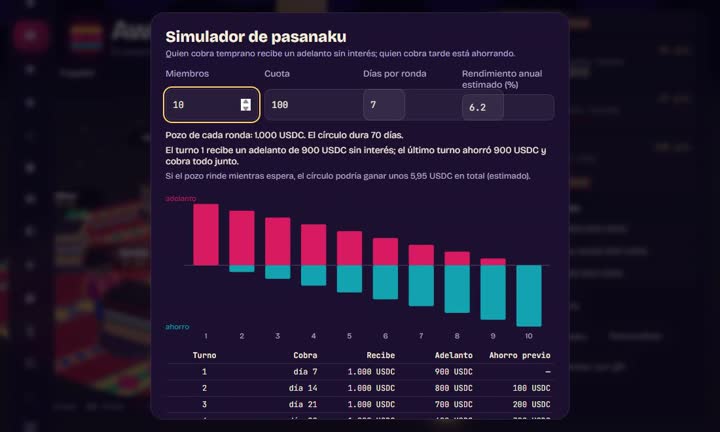 Simulador de pasanaku
Quien cobra temprano recibe un adelanto sin interés; quien cobra tarde está ahorrando.
Miembros Cuota Días por ronda Rendimiento anual
estimado (%)
10 100 7 6.2
Pozo de cada ronda: 1.000 USDC. El círculo dura 70 días.
El turno 1 recibe un adelanto de 900 USDC sin interés; el último turno ahorró 900 USDC y
cobra todo junto.
Si el pozo rinde mientras espera, el círculo podría ganar unos 5,95 USDC en total (estimado).
adelanto
ahorro
1 2 3 4 5 6 7 8 9 10
Turno Cobra Recibe Adelanto Ahorro previo
1 día 7 1.000 USDC 900 USDC —
2 día 14 1.000 USDC 800 USDC 100 USDC
3 día 21 1.000 USDC 700 USDC 200 USDC